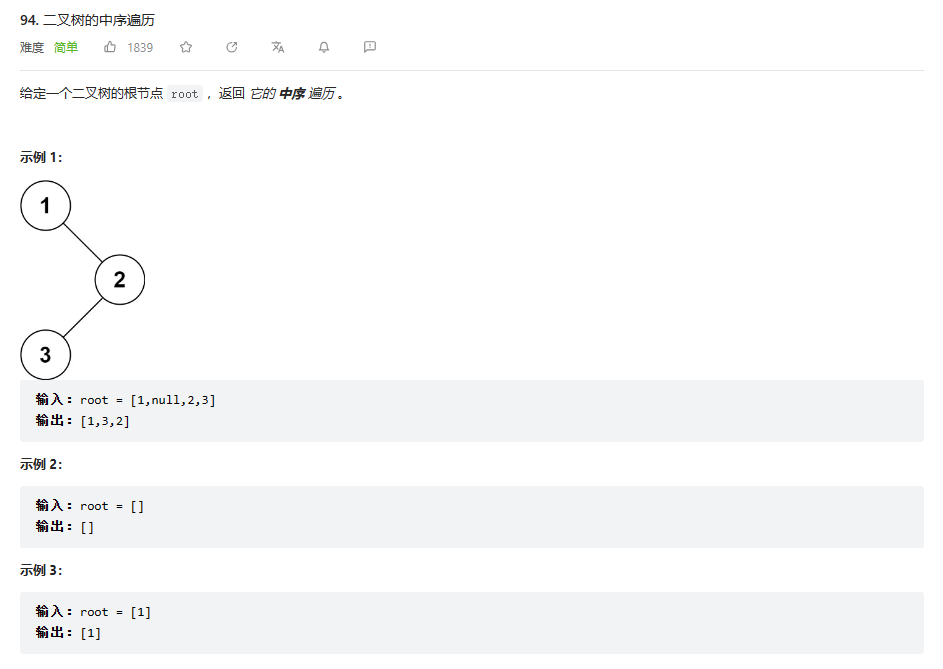 94. 二叉树的中序遍历
难度 简单 1839
给定一个二叉树的根节点 root ，返回 它的 中序 遍历 。
示例 1：
1
2
3
输入：root = [1,null,2,3]
输出：[1,3,2]
示例 2：
输入：root = []
输出：[]
示例 3：
输入：root = [1]
输出：[1]